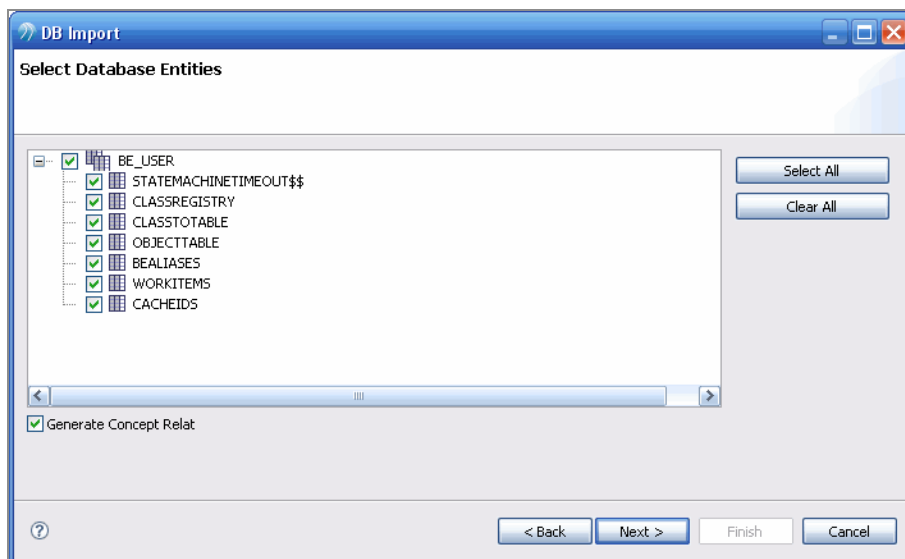 DB Import
Select Database Entities
BE_USER
STATEMACHINETIMEOUT$$
CLASSREGISTRY
CLASSTOTABLE
OBJECTTABLE
BEALIASES
WORKITEMS
CACHEIDS
Select All
Clear All
Generate Concept Relat
?
< Back
Next >
Finish
Cancel